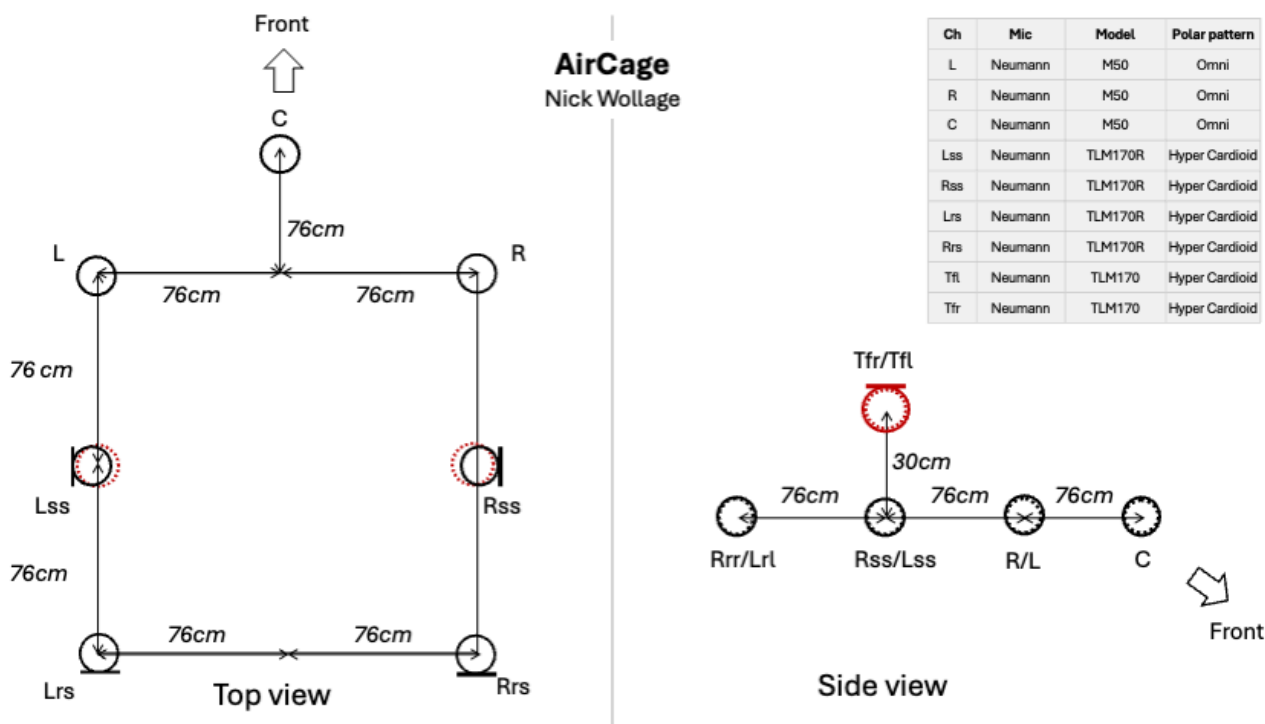 Front
AirCage
Nick Wollage
C
76cm
L
R
76cm
76cm
76 cm
Lss
Rss
76cm
76cm
76cm
Lrs
Rrs
Top view
Ch Mic Model Polar pattern
L Neumann M50 Omni
R Neumann M50 Omni
C Neumann M50 Omni
Lss Neumann TLM170R Hyper Cardioid
Rss Neumann TLM170R Hyper Cardioid
Lrs Neumann TLM170R Hyper Cardioid
Rrs Neumann TLM170R Hyper Cardioid
Tfl Neumann TLM170 Hyper Cardioid
Tfr Neumann TLM170 Hyper Cardioid
Tfr/Tfl
30cm
76cm
76cm
76cm
Rrr/Lrl
Rss/Lss
R/L
C
Front
Side view